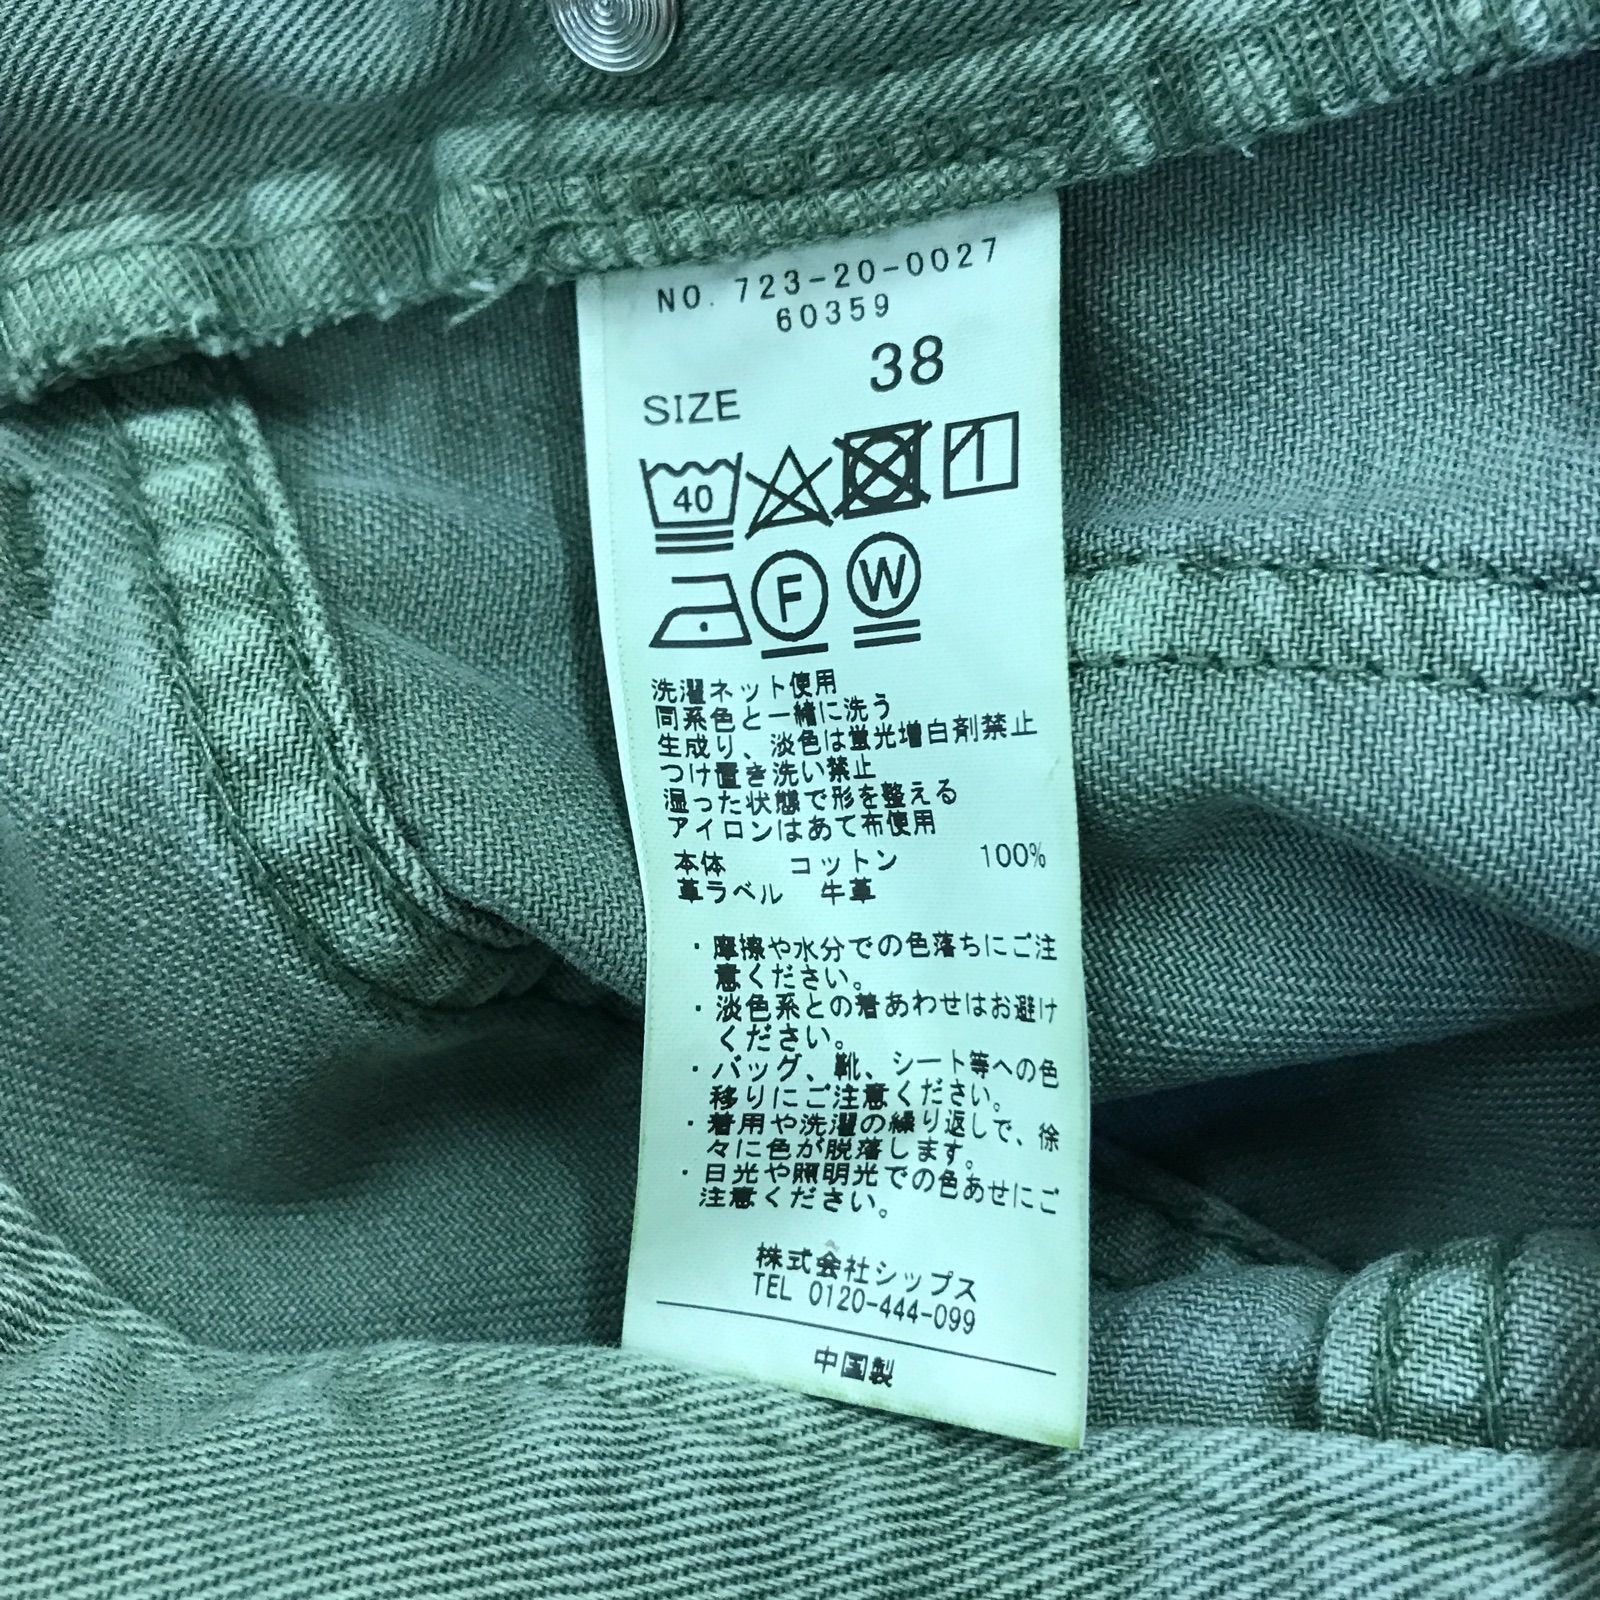 NO. 723-20-0027
60359
38
SIZE
40
F W
洗濯ネット使用
同系色と一緒に洗う
生成り、淡色は蛍光増白剤禁止
つけ置き洗い禁止
湿った状態で形を整える
アイロンはあて布使用
本体 コットン 100%
革ラベル 牛革
・摩擦や水分での色落ちにご注
意ください。
・淡色系との着あわせはお避け
ください。
・バッグ、靴、シート等への色
移りにご注意ください。
・着用や洗濯の繰り返しで、徐
々に色が脱落します。
・日光や照明光での色あせにご
注意ください。
株式会社シップス
TEL 0120-444-099
中国製